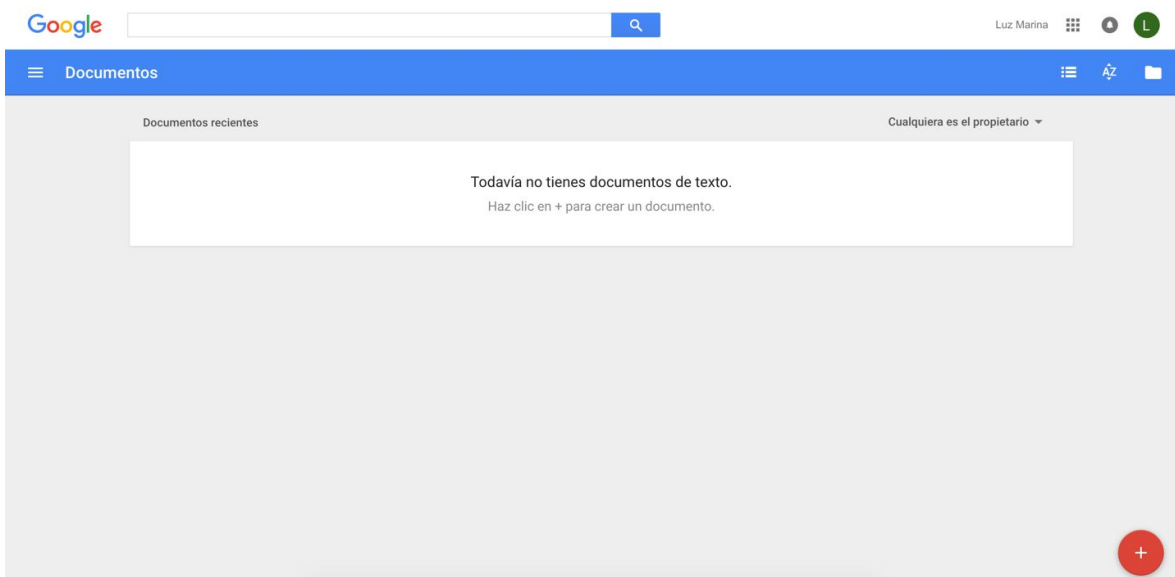 Google
Luz Marina
L
Documentos
AZ
Documentos recientes
Cualquiera es el propietario
Todavía no tienes documentos de texto.
Haz clic en + para crear un documento.
+